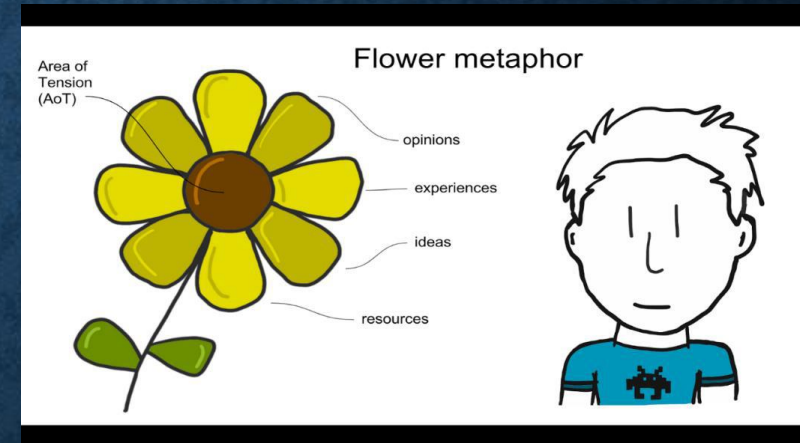 Flower metaphor
Area of
Tension
(AoT)
opinions
experiences
ideas
resources